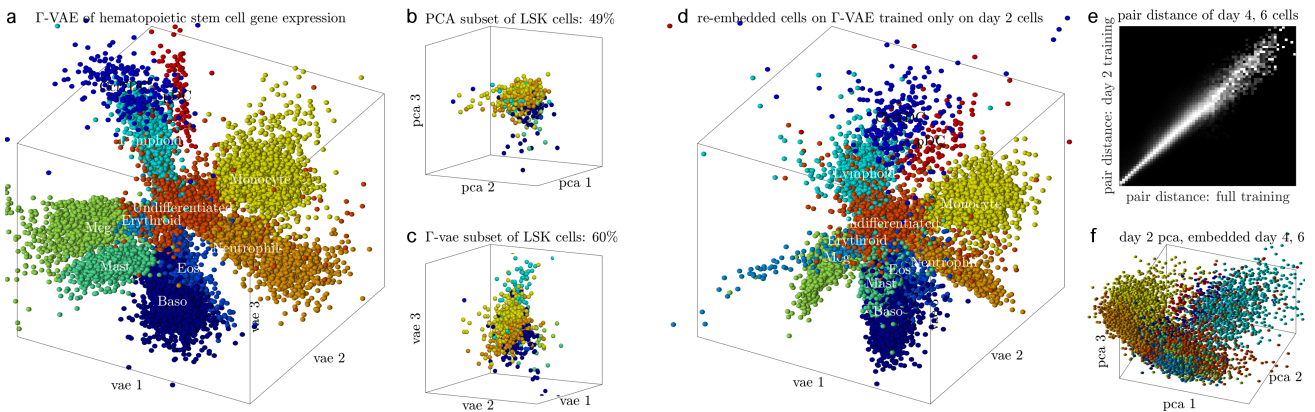 a Γ-VAE of hematopoietic stem cell gene expression
Lymphoid
Monocyte
Undifferentiated
Erythroid
Meg
Neutrophil
Mast
Eos
Baso
vae 3
vae 2
vae 1
b PCA subset of LSK cells: 49%
pca 3
pca 2
pca 1
c Γ-vae subset of LSK cells: 60%
vae 3
vae 2
vae 1
d re-embedded cells on Γ-VAE trained only on day 2 cells
pDC
Lymphoid
Monocyte
Undifferentiated
Erythroid
Meg
Neutrophil
Eos
Mast
Baso
vae 2
vae 1
e pair distance of day 4, 6 cells
pair distance: day 2 training
pair distance: full training
f day 2 pca, embedded day 4, 6
pca 3
pca 2
pca 1